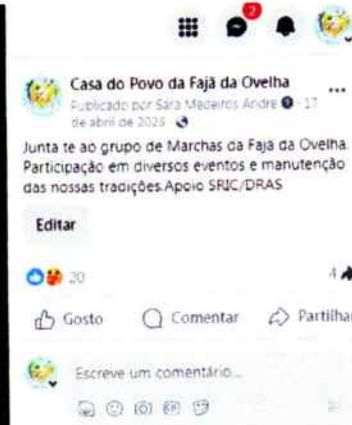 2
Casa do Povo da Fajã da Ovelha
Publicado por Sara Medeiros Andre · 17
de abril de 2025
Junta te ao grupo de Marchas da Fajã da Ovelha.
Participação em diversos eventos e manutenção
das nossas tradições.Apoio SRIC/DRAS
Editar
20
4
Gosto Comentar Partilhar
Escreve um comentário...
GIF